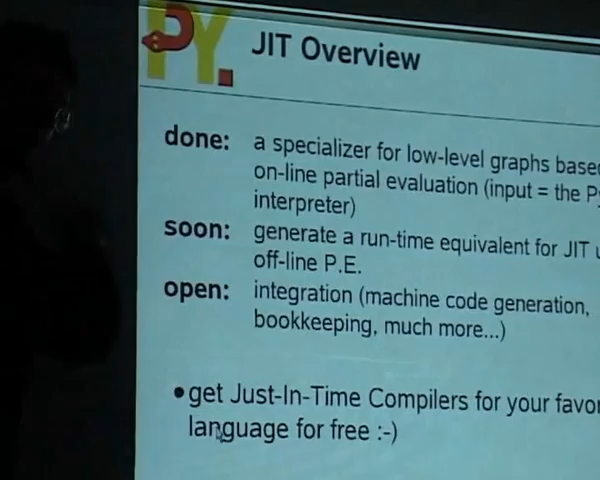 PY
JIT Overview
done: a specializer for low-level graphs
on-line partial evaluation (input = the
interpreter)
soon: generate a run-time equivalent for JIT
off-line P.E.
open: integration (machine code generation,
bookkeeping, much more...)
•get Just-In-Time Compilers for your
language for free :-)